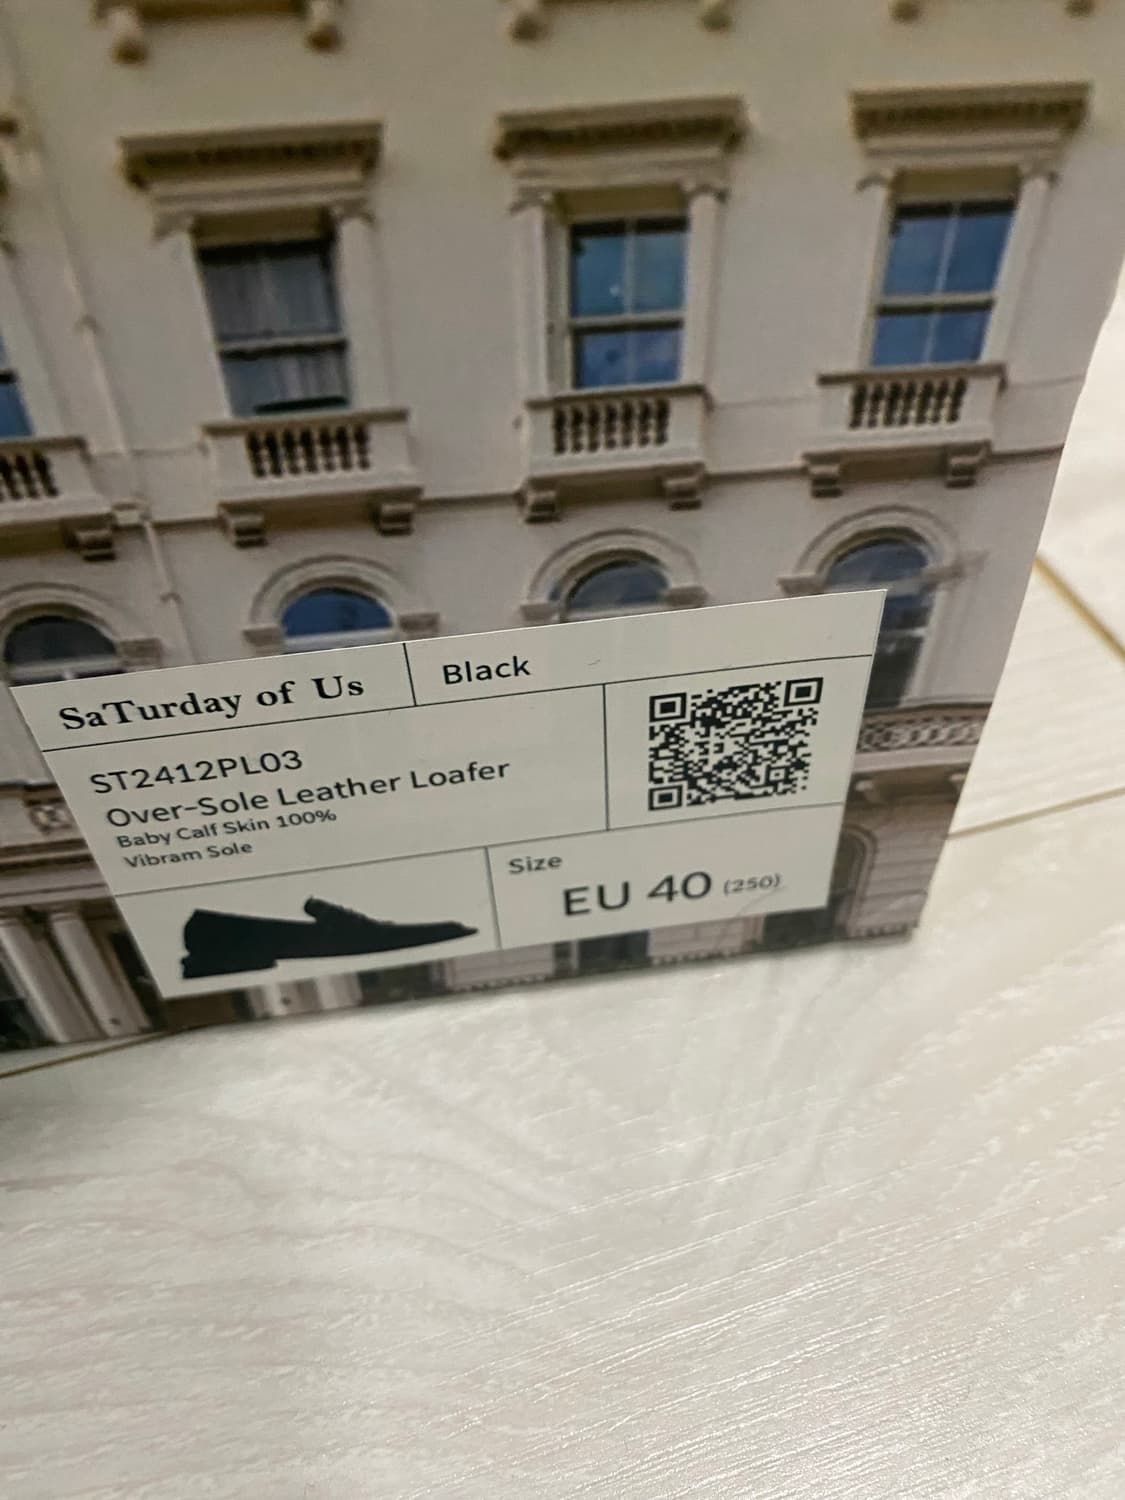 SaTurday of Us
Black
ST2412PL03
Over-Sole Leather Loafer
Baby Calf Skin 100%
Vibram Sole
Size
EU 40 (250)